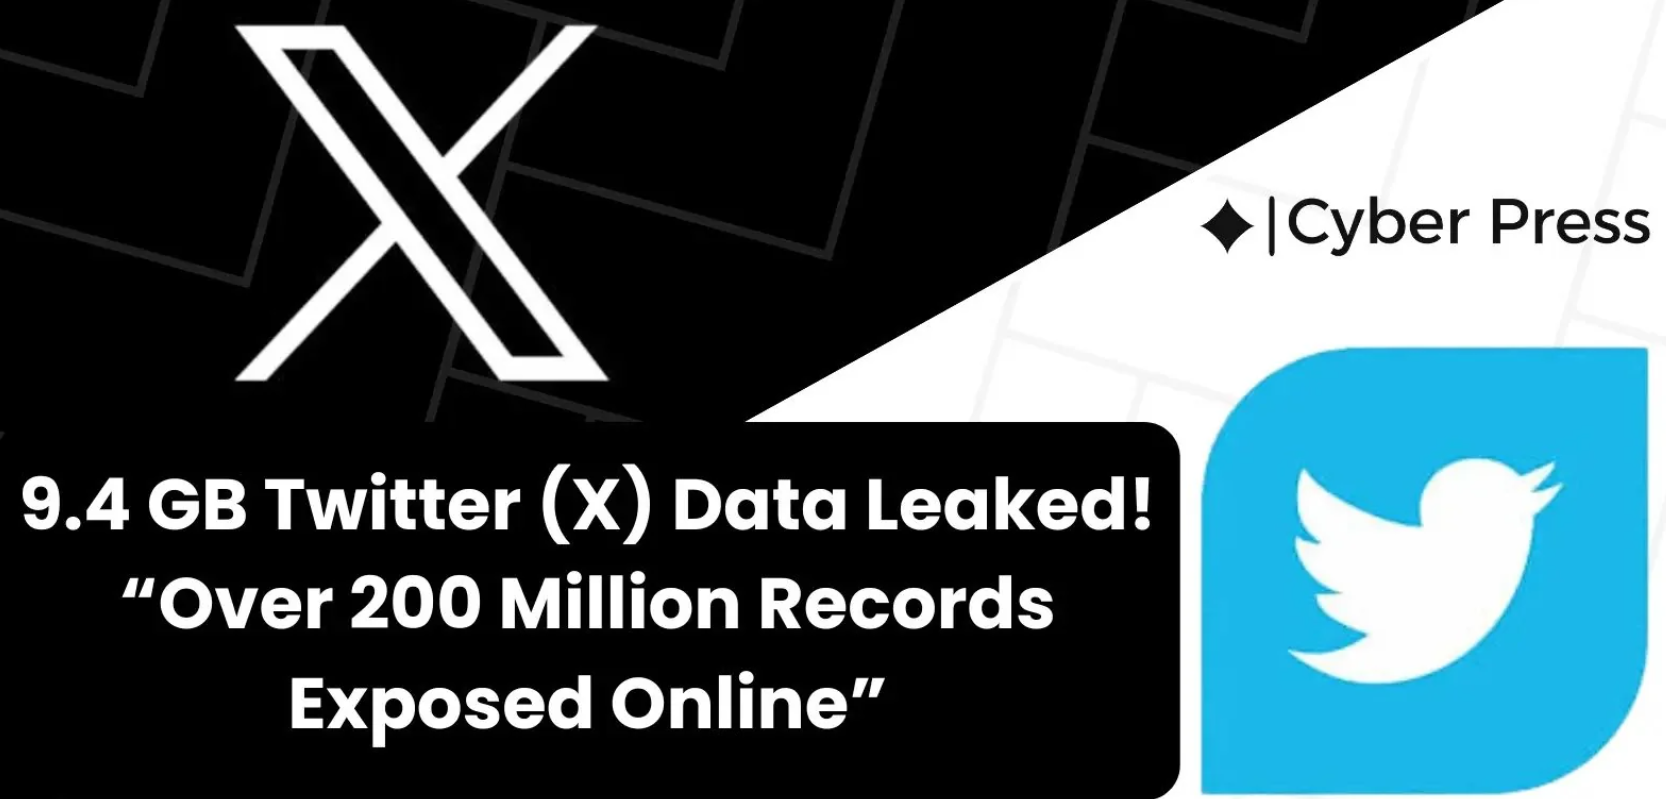 |Cyber Press
9.4 GB Twitter (X) Data Leaked!
“Over 200 Million Records
Exposed Online”